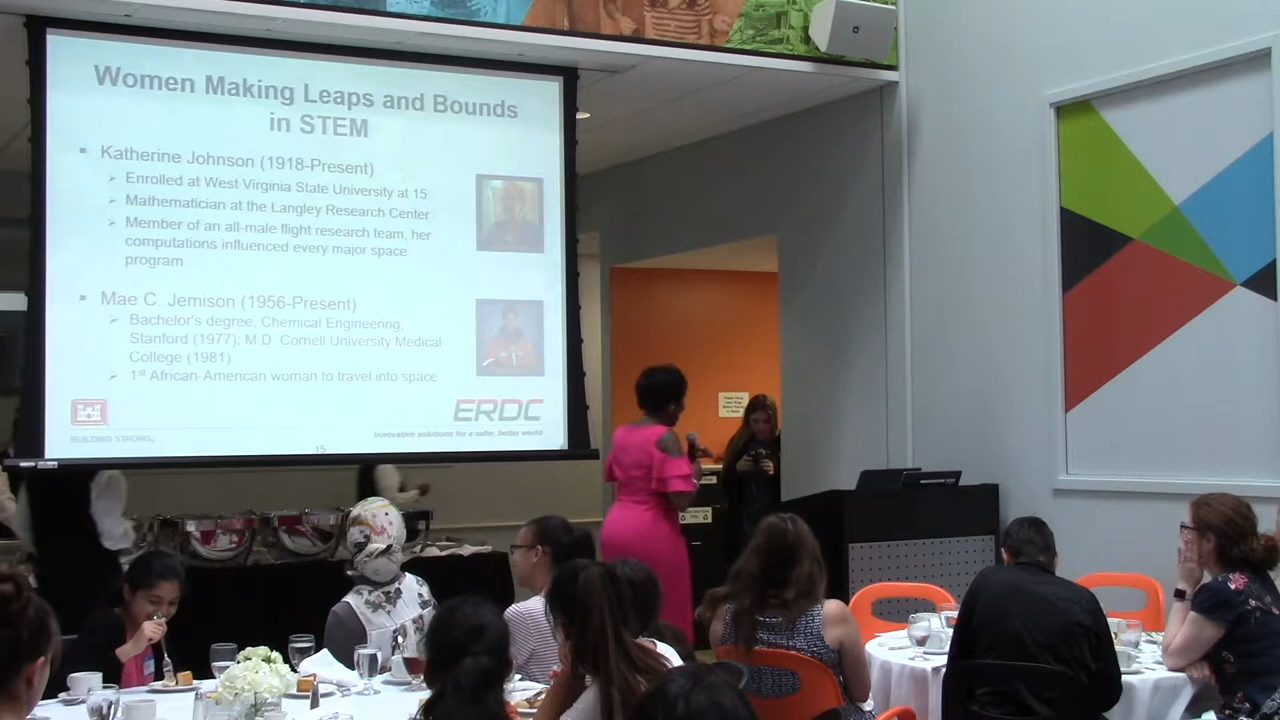 Women Making Leaps and Bounds
in STEM
▪ Katherine Johnson (1918-Present)
➢ Enrolled at West Virginia State University at 15
➢ Mathematician at the Langley Research Center
➢ Member of an all-male flight research team, her
computations influenced every major space
program
▪ Mae C. Jemison (1956-Present)
➢ Bachelor's degree, Chemical Engineering,
Stanford (1977); M.D. Cornell University Medical
College (1981)
➢ 1st African-American woman to travel into space
BUILDING STRONG®
ERDC
Innovative solutions for a safer, better world
15